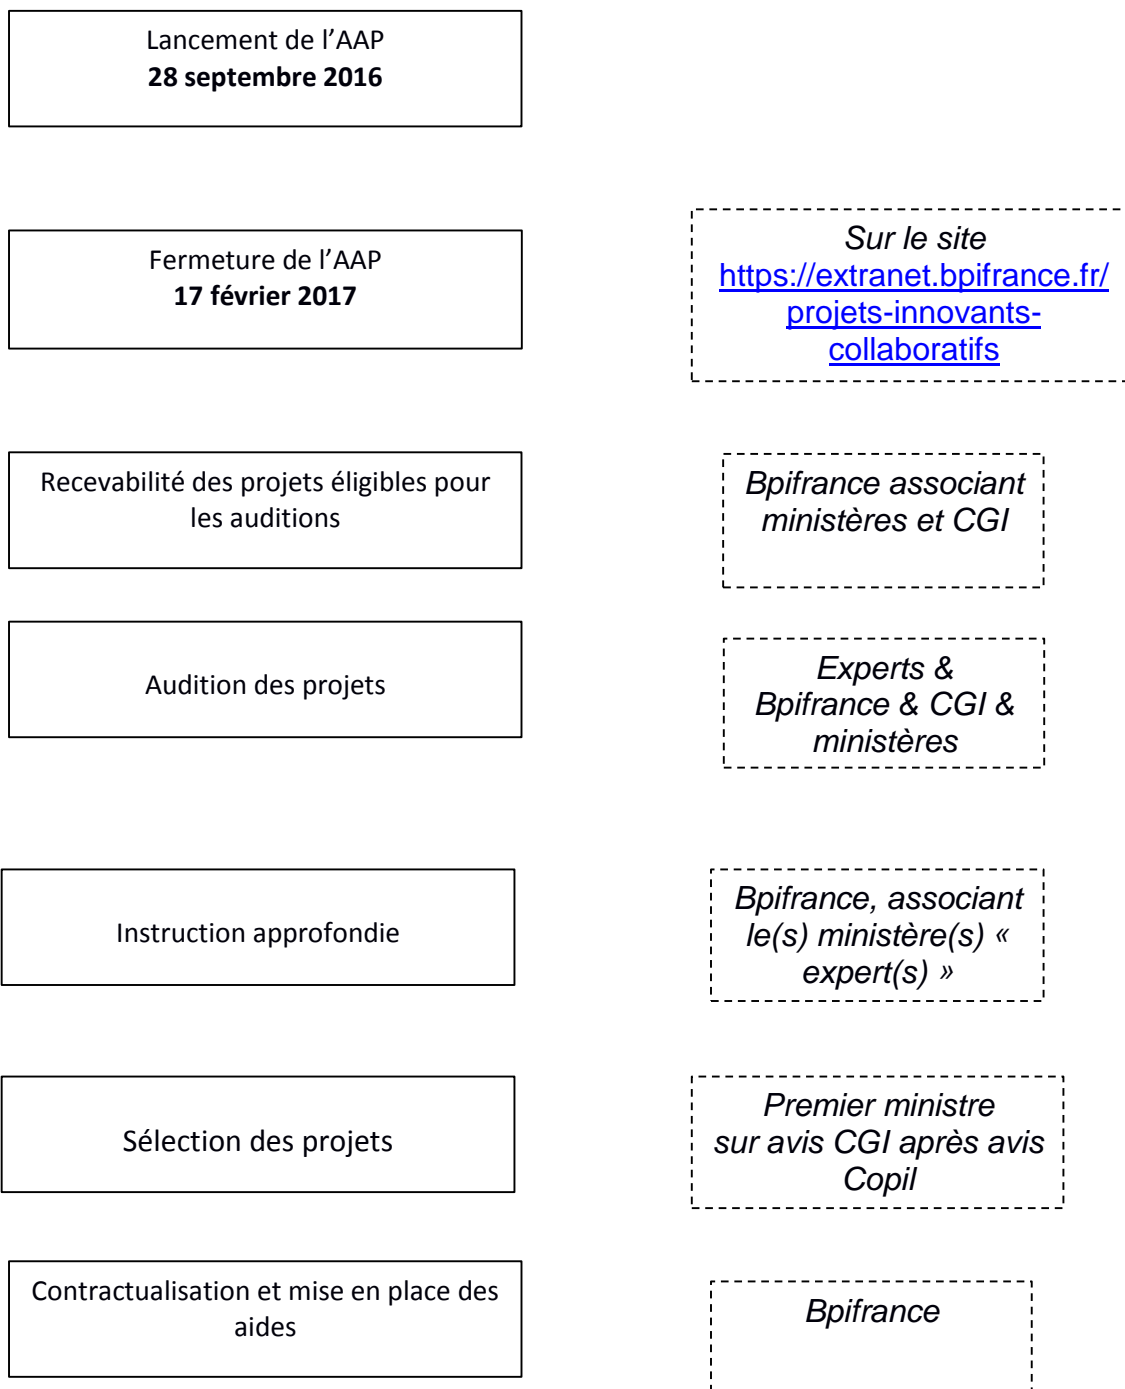 Lancement de l’AAP
28 septembre 2016
Fermeture de l’AAP
17 février 2017
Sur le site
https://extranet.bpifrance.fr/
projets-innovants-
collaboratifs
Recevabilité des projets éligibles pour
les auditions
Bpifrance associant
ministères et CGI
Audition des projets
Experts &
Bpifrance & CGI &
ministères
Instruction approfondie
Bpifrance, associant
le(s) ministère(s) «
expert(s) »
Sélection des projets
Premier ministre
sur avis CGI après avis
Copil
Contractualisation et mise en place des
aides
Bpifrance